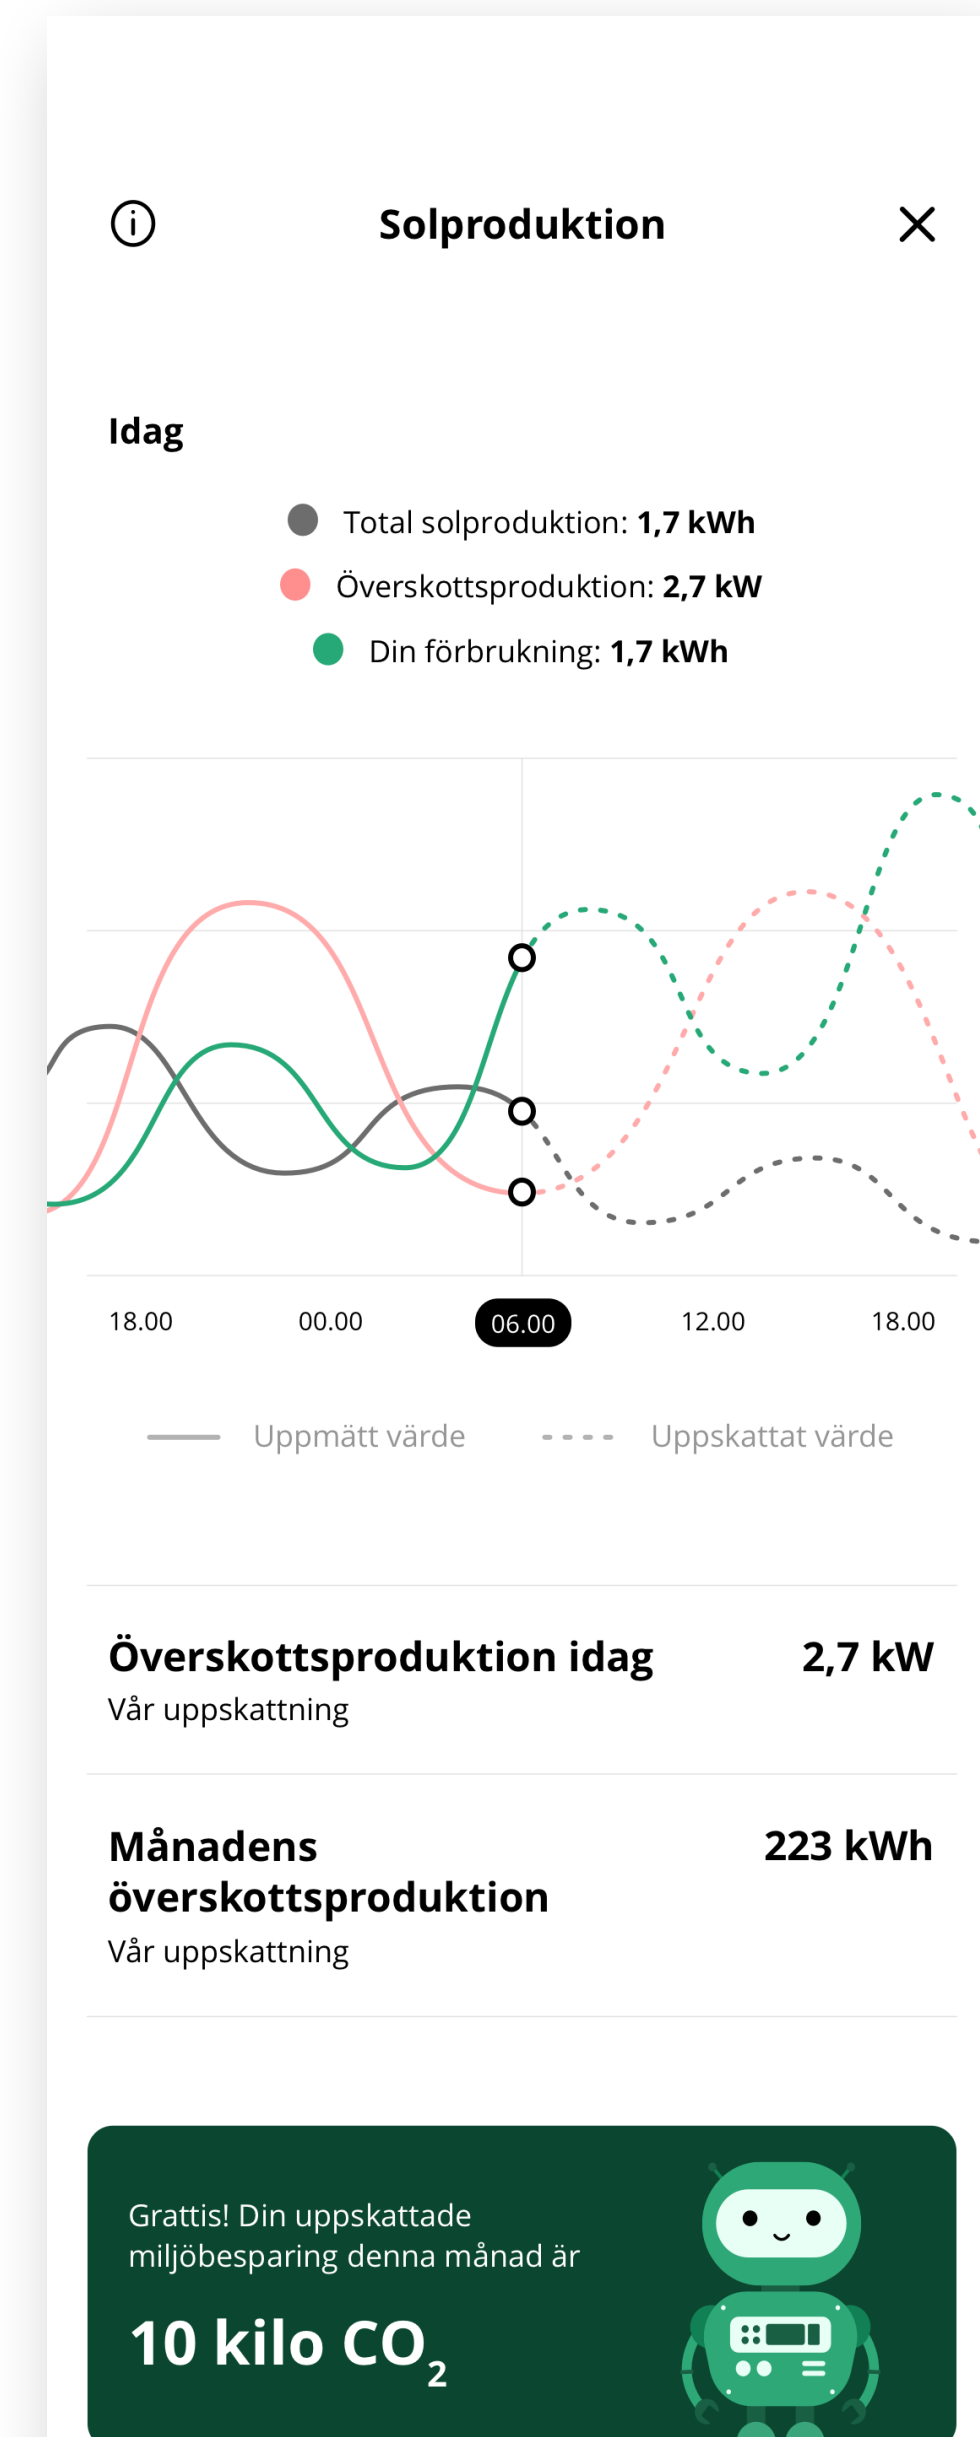 Solproduktion
Idag
Total solproduktion: 1,7 kWh
Överskottsproduktion: 2,7 kW
Din förbrukning: 1,7 kWh
18.00 00.00 06.00 12.00 18.00
Uppmätt värde Uppskattat värde
Överskottsproduktion idag 2,7 kW
Vår uppskattning
Månadens 223 kWh
överskottsproduktion
Vår uppskattning
Grattis! Din uppskattade
miljöbesparing denna månad är
10 kilo CO₂